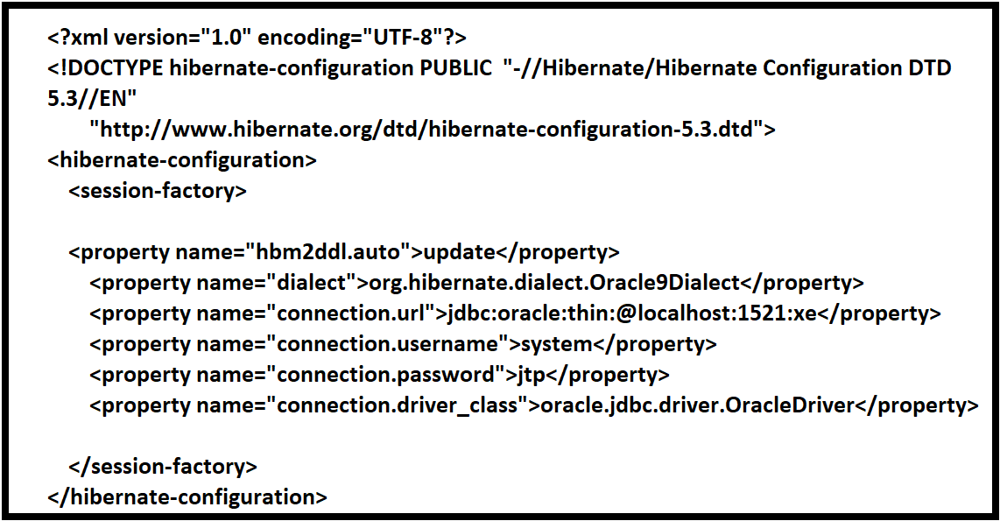 <?xml version="1.0" encoding="UTF-8"?>
<!DOCTYPE hibernate-configuration PUBLIC  "-//Hibernate/Hibernate Configuration DTD
5.3//EN"
"http://www.hibernate.org/dtd/hibernate-configuration-5.3.dtd">
<hibernate-configuration>
<session-factory>
<property name="hbm2ddl.auto">update</property>
<property name="dialect">org.hibernate.dialect.Oracle9Dialect</property>
<property name="connection.url">jdbc:oracle:thin:@localhost:1521:xe</property>
<property name="connection.username">system</property>
<property name="connection.password">jtp</property>
<property name="connection.driver_class">oracle.jdbc.driver.OracleDriver</property>
</session-factory>
</hibernate-configuration>